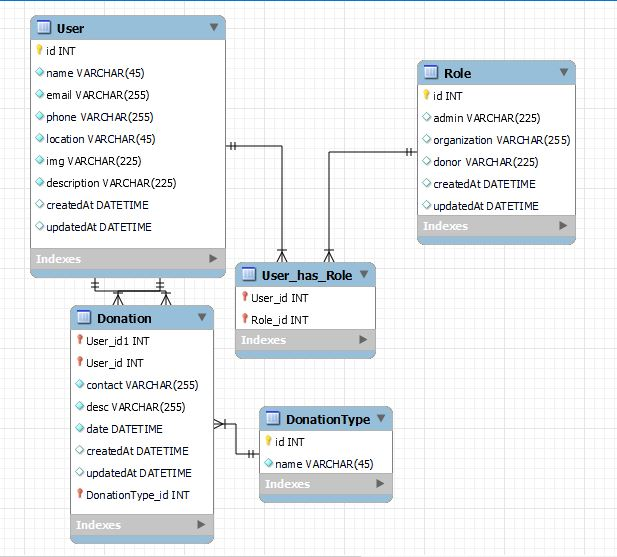 User
id INT
name VARCHAR(45)
email VARCHAR(255)
phone VARCHAR(255)
location VARCHAR(45)
img VARCHAR(225)
description VARCHAR(225)
createdAt DATETIME
updatedAt DATETIME
Indexes
Role
id INT
admin VARCHAR(225)
organization VARCHAR(255)
donor VARCHAR(225)
createdAt DATETIME
updatedAt DATETIME
Indexes
User_has_Role
User_id INT
Role_id INT
Indexes
Donation
User_id1 INT
User_id INT
contact VARCHAR(255)
desc VARCHAR(255)
date DATETIME
createdAt DATETIME
updatedAt DATETIME
DonationType_id INT
Indexes
DonationType
id INT
name VARCHAR(45)
Indexes